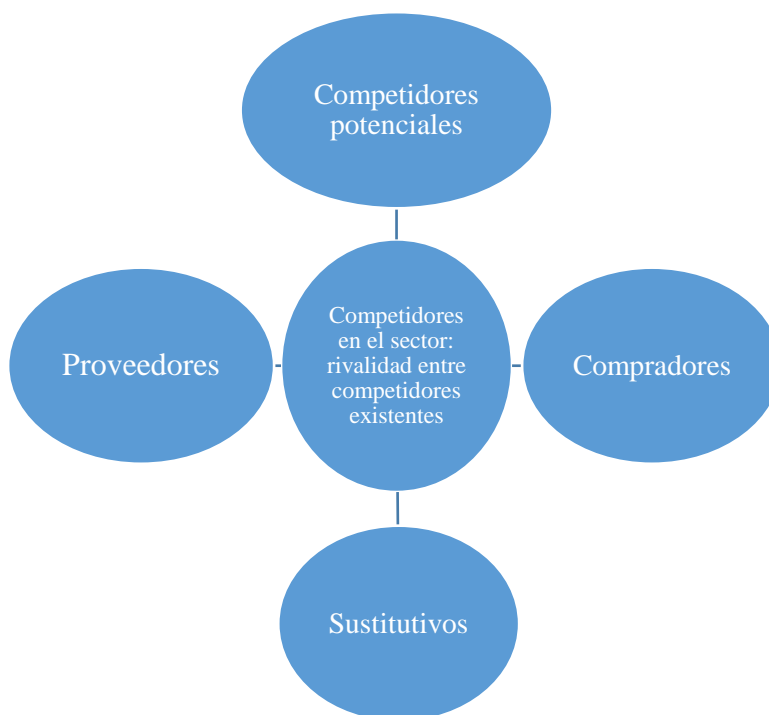 Competidores
potenciales
Proveedores
Competidores
en el sector:
rivalidad entre
competidores
existentes
Compradores
Sustitutivos